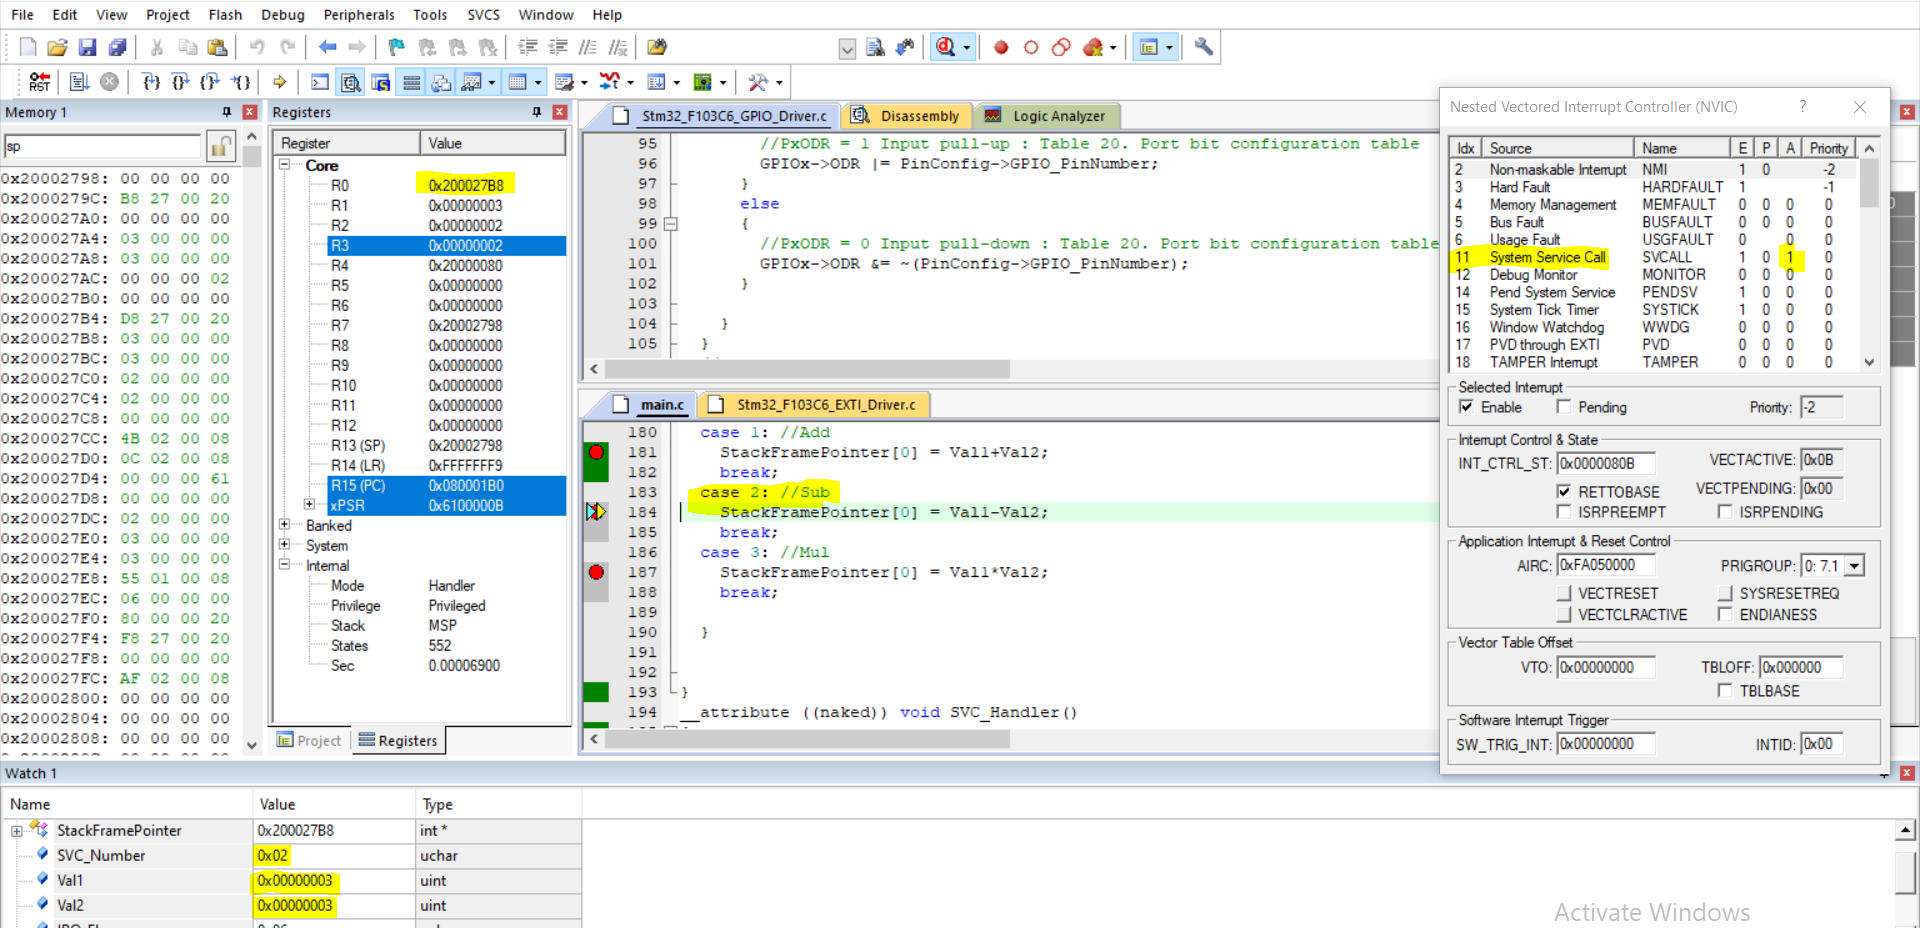 File Edit View Project Flash Debug Peripherals Tools SVCS Window Help
RST
Memory 1
sp
0x20002798: 00 00 00 00
0x2000279C: B8 27 00 20
0x200027A0: 00 00 00 00
0x200027A4: 03 00 00 00
0x200027A8: 03 00 00 00
0x200027AC: 00 00 00 02
0x200027B0: 00 00 00 00
0x200027B4: D8 27 00 20
0x200027B8: 03 00 00 00
0x200027BC: 03 00 00 00
0x200027C0: 02 00 00 00
0x200027C4: 02 00 00 00
0x200027C8: 00 00 00 00
0x200027CC: 4B 02 00 08
0x200027D0: 0C 02 00 08
0x200027D4: 00 00 00 61
0x200027D8: 00 00 00 00
0x200027DC: 02 00 00 00
0x200027E0: 03 00 00 00
0x200027E4: 03 00 00 00
0x200027E8: 55 01 00 08
0x200027EC: 06 00 00 00
0x200027F0: 80 00 00 20
0x200027F4: F8 27 00 20
0x200027F8: 00 00 00 00
0x200027FC: AF 02 00 08
0x20002800: 00 00 00 00
0x20002804: 00 00 00 00
0x20002808: 00 00 00 00
Registers
Register Value
Core
R0 0x200027B8
R1 0x00000003
R2 0x00000002
R3 0x00000002
R4 0x20000080
R5 0x00000000
R6 0x00000000
R7 0x20002798
R8 0x00000000
R9 0x00000000
R10 0x00000000
R11 0x00000000
R12 0x00000000
R13 (SP) 0x20002798
R14 (LR) 0xFFFFFFF9
R15 (PC) 0x080001B0
xPSR 0x6100000B
Banked
System
Internal
Mode Handler
Privilege Privileged
Stack MSP
States 552
Sec 0.00006900
Project Registers
Stm32_F103C6_GPIO_Driver.c Disassembly Logic Analyzer
95 //PxODR = 1 Input pull-up : Table 20. Port bit configuration table
96 GPIOx->ODR |= PinConfig->GPIO_PinNumber;
97 }
98 else
99 {
100 //PxODR = 0 Input pull-down : Table 20. Port bit configuration table
101 GPIOx->ODR &= ~(PinConfig->GPIO_PinNumber);
102 }
103
104 }
105 }
main.c Stm32_F103C6_EXTI_Driver.c
180 case 1: //Add
181 StackFramePointer[0] = Val1+Val2;
182 break;
183 case 2: //Sub
184 StackFramePointer[0] = Val1-Val2;
185 break;
186 case 3: //Mul
187 StackFramePointer[0] = Val1*Val2;
188 break;
189
190 }
191
192
193 }
194 __attribute ((naked)) void SVC_Handler()
Nested Vectored Interrupt Controller (NVIC) ?
Idx Source Name E P A Priority
2 Non-maskable Interrupt NMI 1 0 -2
3 Hard Fault HARDFAULT 1 -1
4 Memory Management MEMFAULT 0 0 0 0
5 Bus Fault BUSFAULT 0 0 0 0
6 Usage Fault USGFAULT 0 0 0
11 System Service Call SVCALL 1 0 1 0
12 Debug Monitor MONITOR 0 0 0 0
14 Pend System Service PENDSV 1 0 0 0
15 System Tick Timer SYSTICK 1 0 0 0
16 Window Watchdog WWDG 0 0 0 0
17 PVD through EXTI PVD 0 0 0 0
18 TAMPER Interrupt TAMPER 0 0 0 0
Selected Interrupt
Enable Pending Priority: -2
Interrupt Control & State
INT_CTRL_ST: 0x0000080B VECTACTIVE: 0x0B
RETTOBASE VECTPENDING: 0x00
ISRPREEMPT ISRPENDING
Application Interrupt & Reset Control
AIRC: 0xFA050000 PRIGROUP: 0: 7.1
VECTRESET SYSRESETREQ
VECTCLRACTIVE ENDIANESS
Vector Table Offset
VTO: 0x00000000 TBLOFF: 0x000000
TBLBASE
Software Interrupt Trigger
SW_TRIG_INT: 0x00000000 INTID: 0x00
Watch 1
Name Value Type
StackFramePointer 0x200027B8 int *
SVC_Number 0x02 uchar
Val1 0x00000003 uint
Val2 0x00000003 uint
Activate Windows